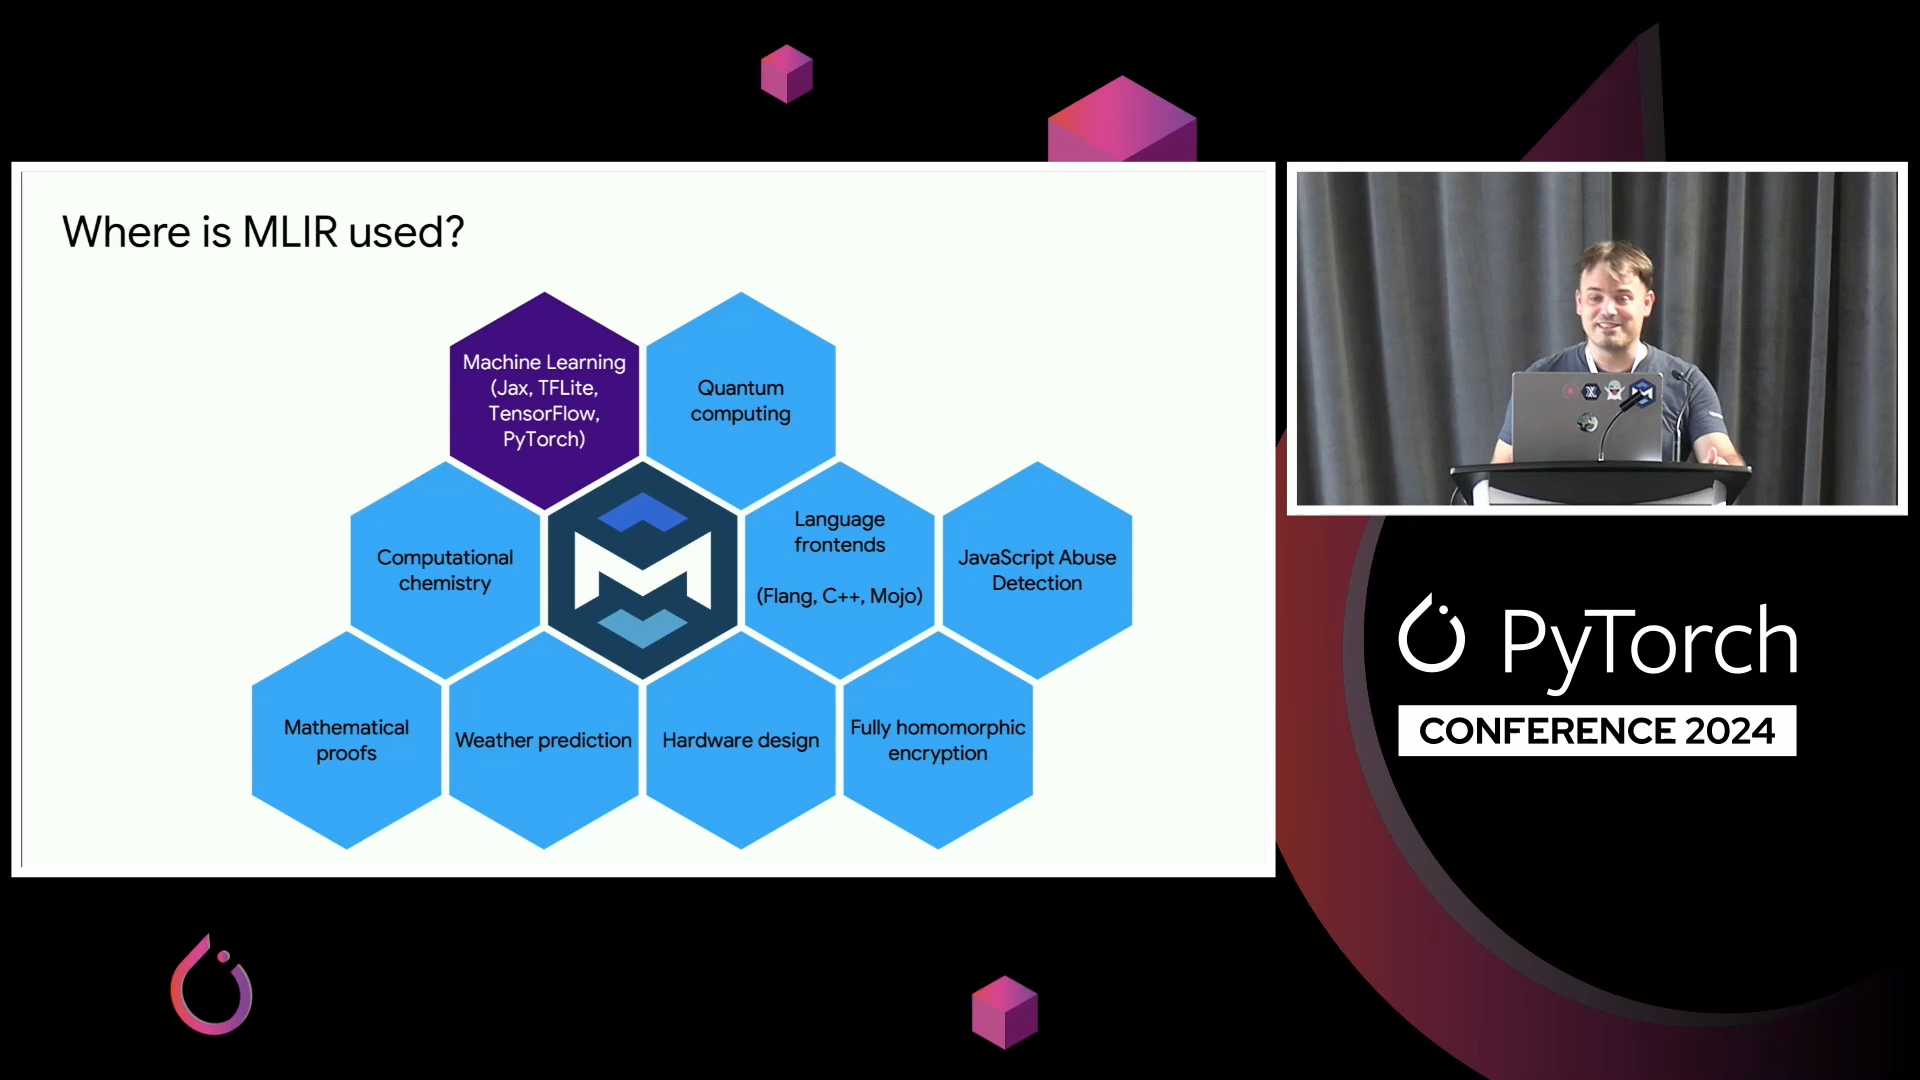 Where is MLIR used?
Machine Learning
(Jax, TFLite,
TensorFlow,
PyTorch)
Quantum
computing
Computational
chemistry
Language
frontends
(Flang, C++, Mojo)
JavaScript Abuse
Detection
Mathematical
proofs
Weather prediction
Hardware design
Fully homomorphic
encryption
PyTorch
CONFERENCE 2024